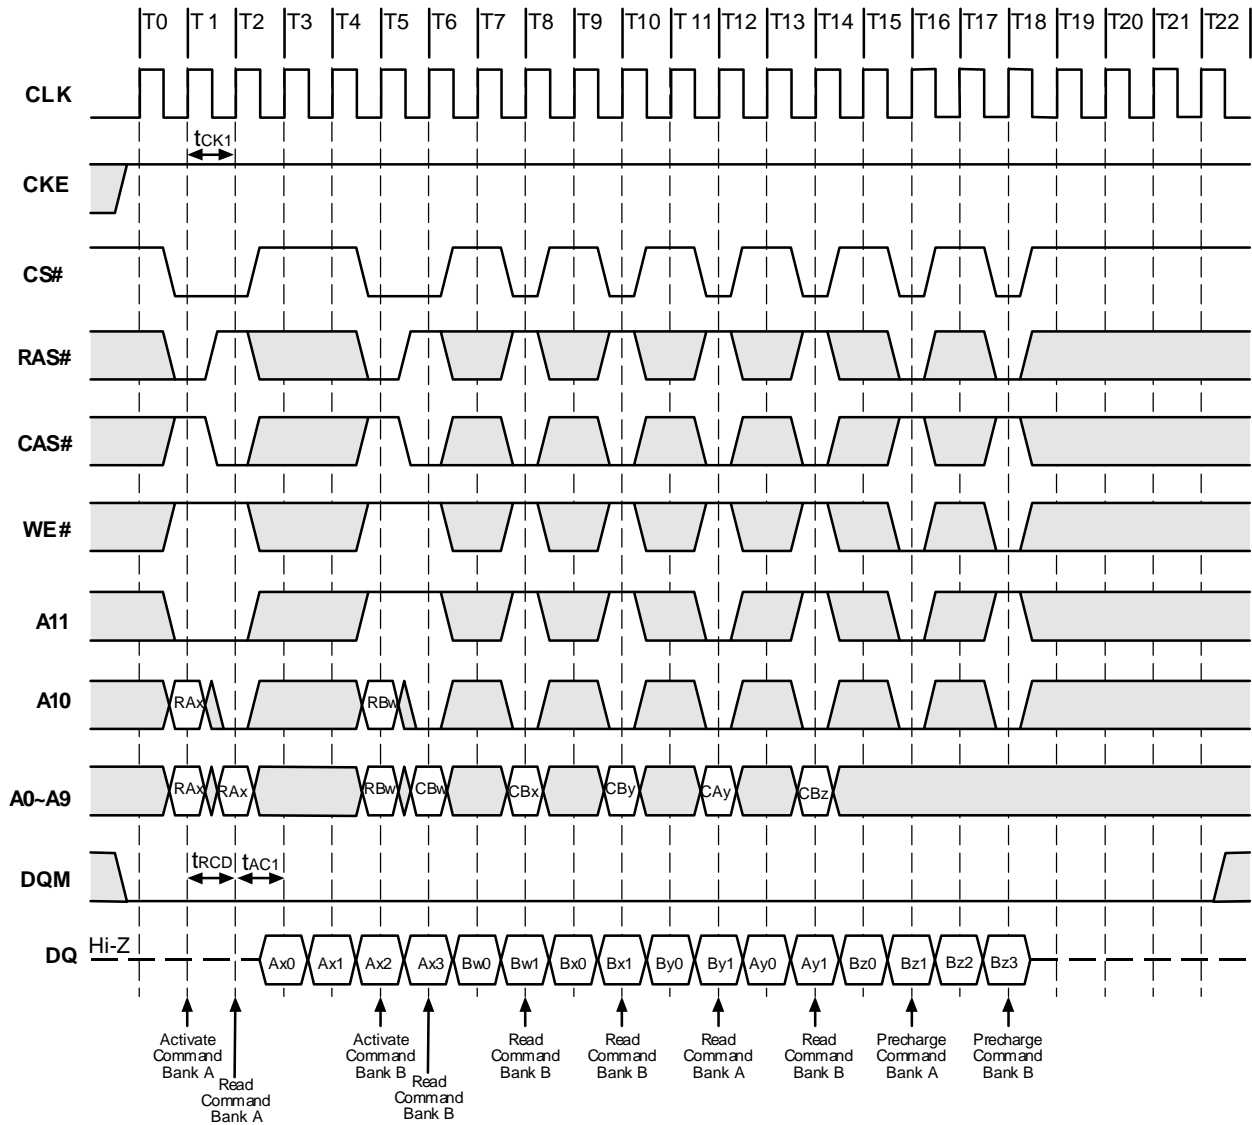 T0 T 1 T2 T3 T4 T5 T6 T7 T8 T9 T10 T 11 T12 T13 T14 T15 T16 T17 T18 T19 T20 T21 T22
CLK
tCK1
CKE
CS#
RAS#
CAS#
WE#
A11
A10 RAx RBw
A0~A9 RAx RAx RBw CBw CBx CBy CAy CBz
DQM tRCD tAC1
DQ Hi-Z Ax0 Ax1 Ax2 Ax3 Bw0 Bw1 Bx0 Bx1 By0 By1 Ay0 Ay1 Bz0 Bz1 Bz2 Bz3
Activate
Command
Bank A
Read
Command
Bank A
Activate
Command
Bank B
Read
Command
Bank B
Read
Command
Bank B
Read
Command
Bank B
Read
Command
Bank A
Read
Command
Bank B
Precharge
Command
Bank A
Precharge
Command
Bank B